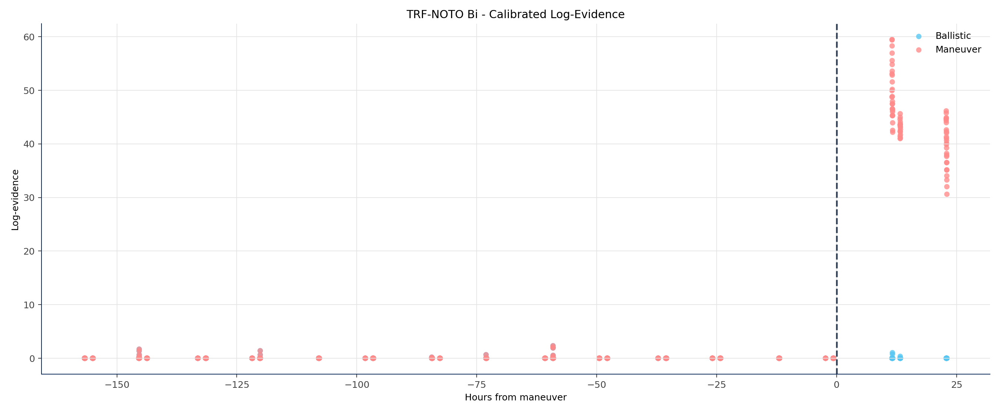 TRF-NOTO Bi - Calibrated Log-Evidence
Ballistic
Maneuver
Log-evidence
60
50
40
30
20
10
0
−150 −125 −100 −75 −50 −25 0 25
Hours from maneuver